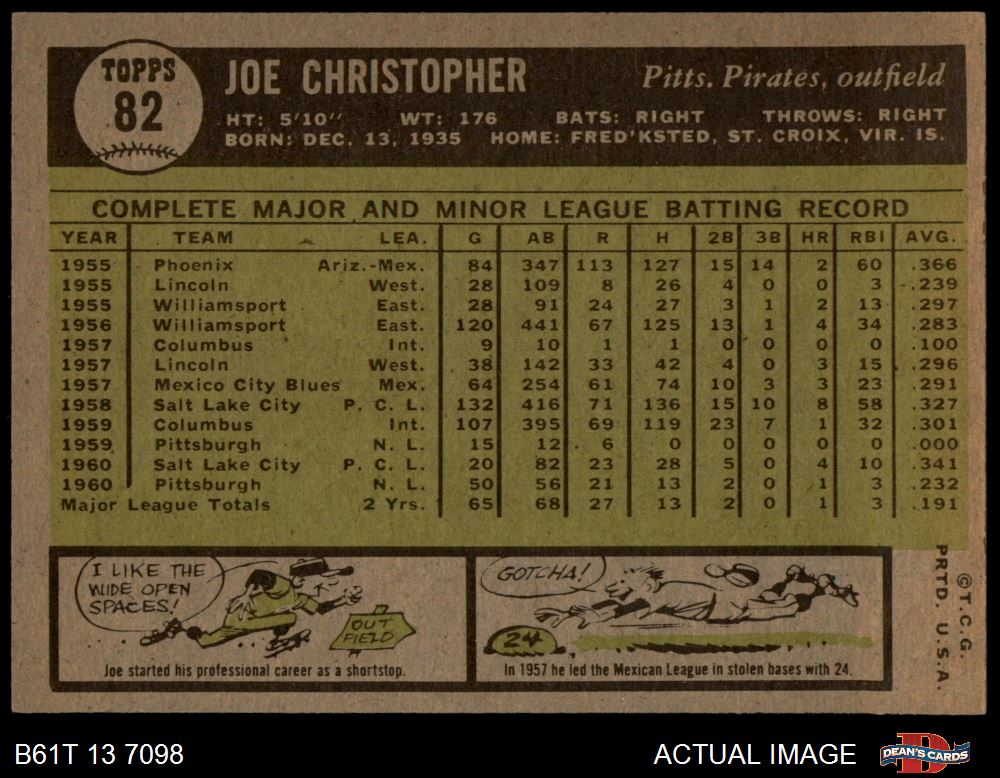 TOPPS
82
JOE CHRISTOPHER
Pitts. Pirates, outfield
HT: 5'10" WT: 176 BATS: RIGHT THROWS: RIGHT
BORN: DEC. 13, 1935 HOME: FRED'KSTED, ST. CROIX, VIR. IS.
COMPLETE MAJOR AND MINOR LEAGUE BATTING RECORD
YEAR TEAM LEA. G AB R H 2B 3B HR RBI AVG.
1955 Phoenix Ariz.-Mex. 84 347 113 127 15 14 2 60 .366
1955 Lincoln West. 28 109 8 26 4 0 0 3 .239
1955 Williamsport East. 28 91 24 27 3 1 2 13 .297
1956 Williamsport East. 120 441 67 125 13 1 4 34 .283
1957 Columbus Int. 9 10 1 1 0 0 0 0 .100
1957 Lincoln West. 38 142 33 42 4 0 3 15 .296
1957 Mexico City Blues Mex. 64 254 61 74 10 3 3 23 .291
1958 Salt Lake City P. C. L. 132 416 71 136 15 10 8 58 .327
1959 Columbus Int. 107 395 69 119 23 7 1 32 .301
1959 Pittsburgh N. L. 15 12 6 0 0 0 0 0 .000
1960 Salt Lake City P. C. L. 20 82 23 28 5 0 4 10 .341
1960 Pittsburgh N. L. 50 56 21 13 2 0 1 3 .232
Major League Totals 2 Yrs. 65 68 27 13 2 0 1 3 .191
I LIKE THE
WIDE OPEN
SPACES!
OUT
FIELD
Joe started his professional career as a shortstop.
GOTCHA!
24
In 1957 he led the Mexican League in stolen bases with 24.
©T.C.G.
PRTD. U.S.A.
B61T 13 7098
ACTUAL IMAGE
DEAN'S CARDS